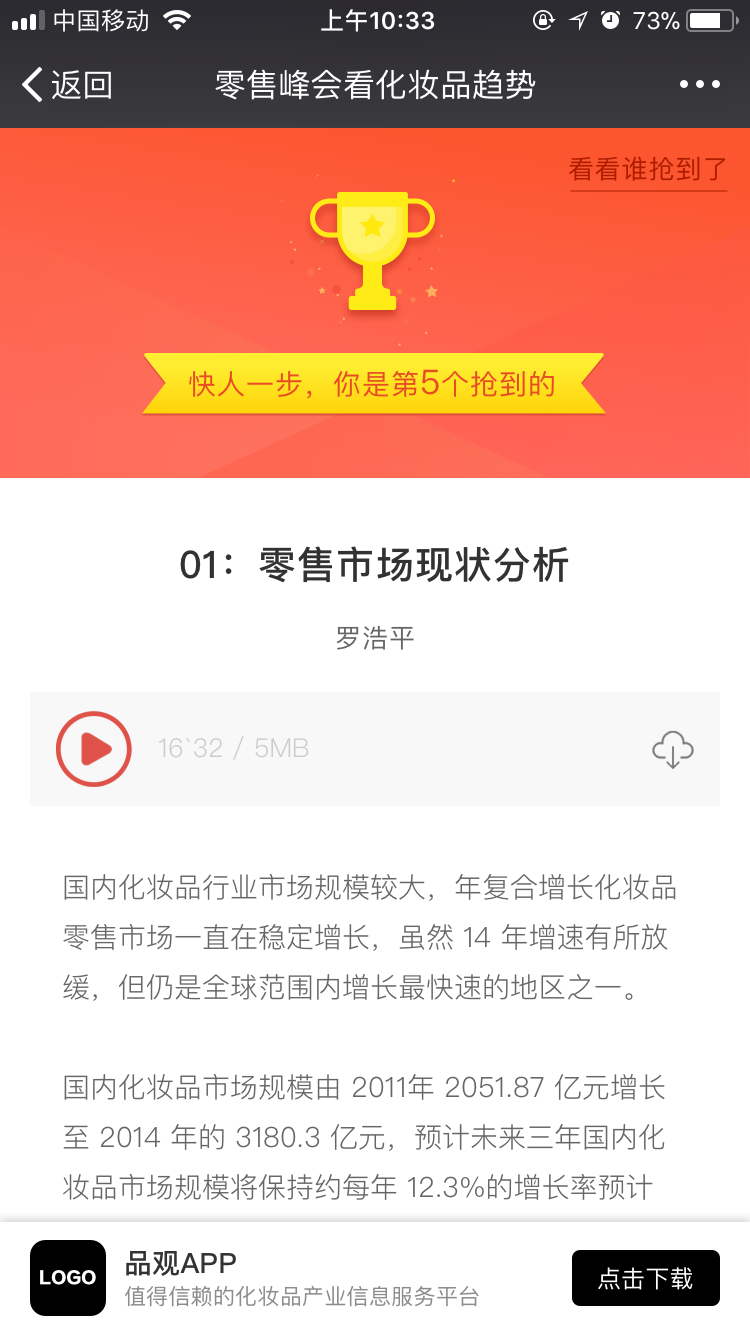 中国移动
上午10:33
73%
返回
零售峰会看化妆品趋势
看看谁抢到了
快人一步，你是第5个抢到的
01：零售市场现状分析
罗浩平
16`32 / 5MB
国内化妆品行业市场规模较大，年复合增长化妆品
零售市场一直在稳定增长，虽然 14 年增速有所放
缓，但仍是全球范围内增长最快速的地区之一。
国内化妆品市场规模由 2011年 2051.87 亿元增长
至 2014 年的 3180.3 亿元，预计未来三年国内化
妆品市场规模将保持约每年 12.3%的增长率预计
LOGO
品观APP
值得信赖的化妆品产业信息服务平台
点击下载